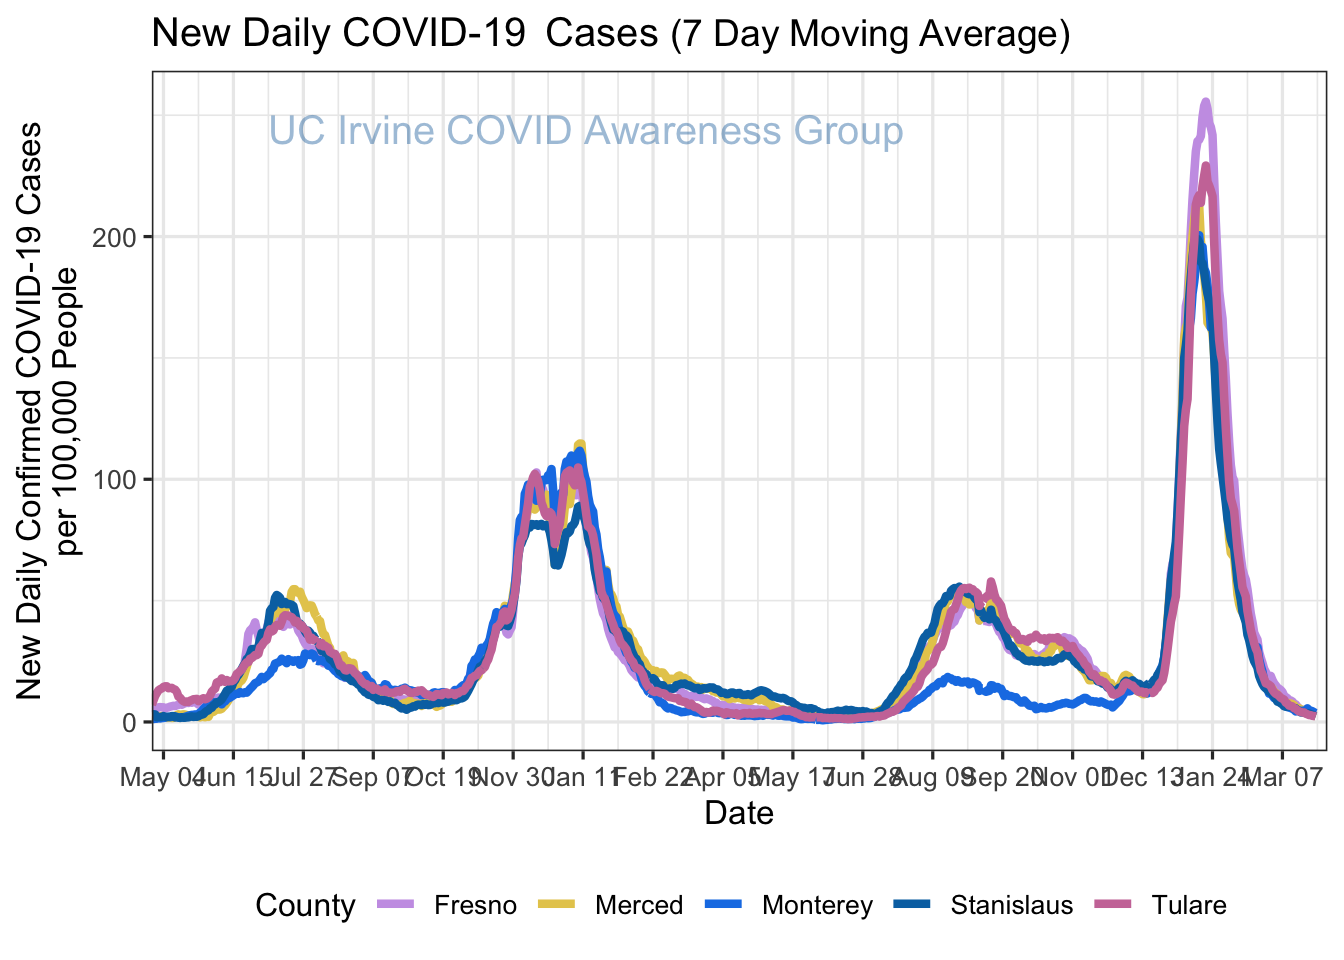 New Daily COVID-19 Cases (7 Day Moving Average)
UC Irvine COVID Awareness Group
New Daily Confirmed COVID-19 Cases
per 100,000 People
200
100
0
May 04 Jun 15 Jul 27 Sep 07 Oct 19 Nov 30 Jan 11 Feb 22 Apr 05 May 17 Jun 28 Aug 09 Sep 20 Nov 01 Dec 13 Jan 24 Mar 07
Date
County Fresno Merced Monterey Stanislaus Tulare